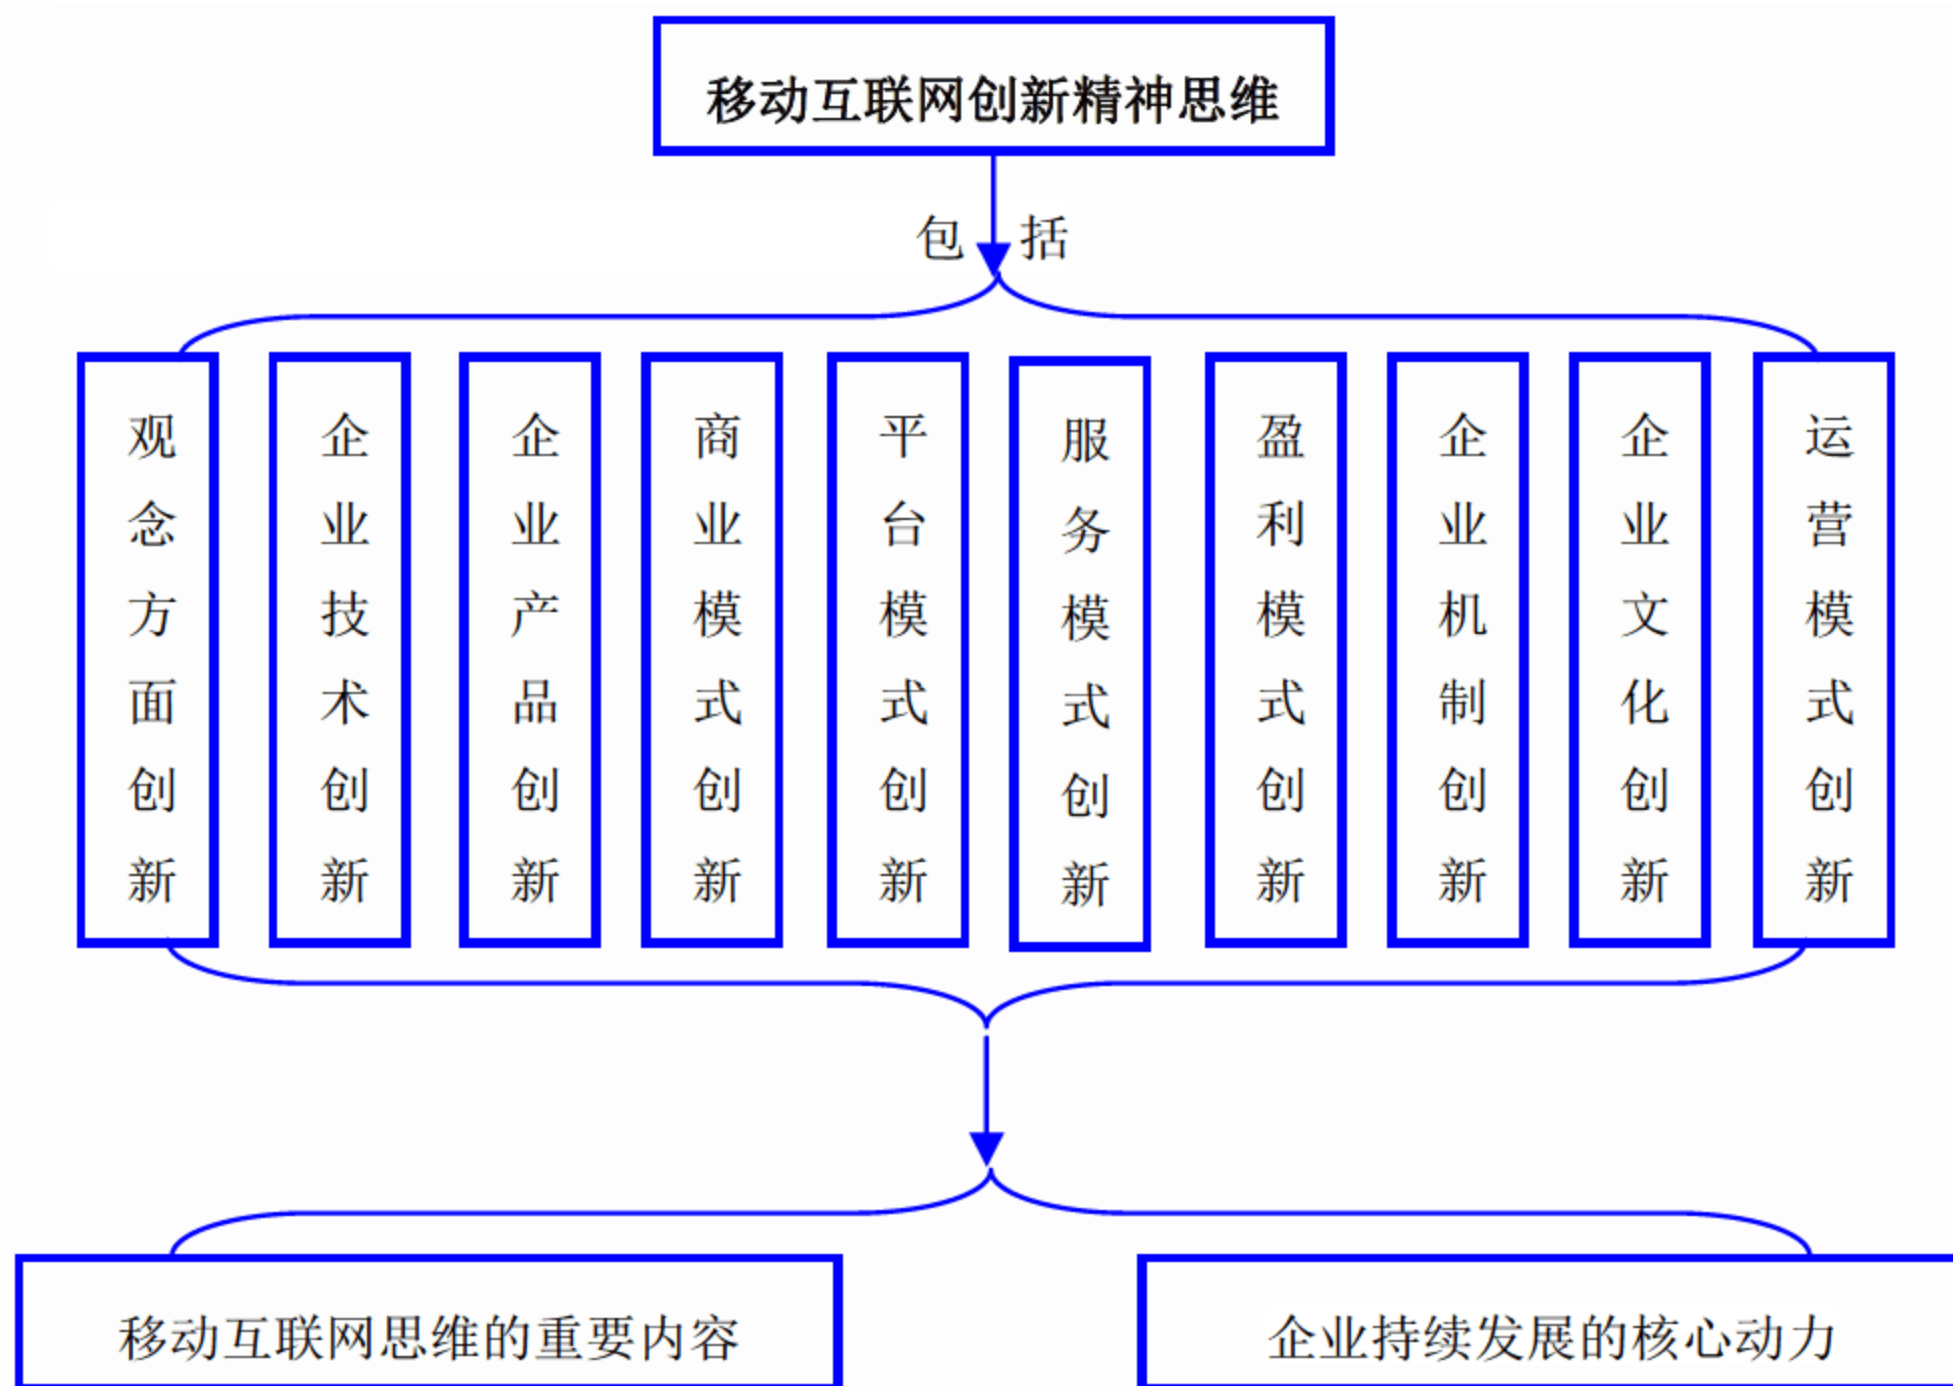 移动互联网创新精神思维
包括
观念方面创新
企业技术创新
企业产品创新
商业模式创新
平台模式创新
服务模式创新
盈利模式创新
企业机制创新
企业文化创新
运营模式创新
移动互联网思维的重要内容
企业持续发展的核心动力